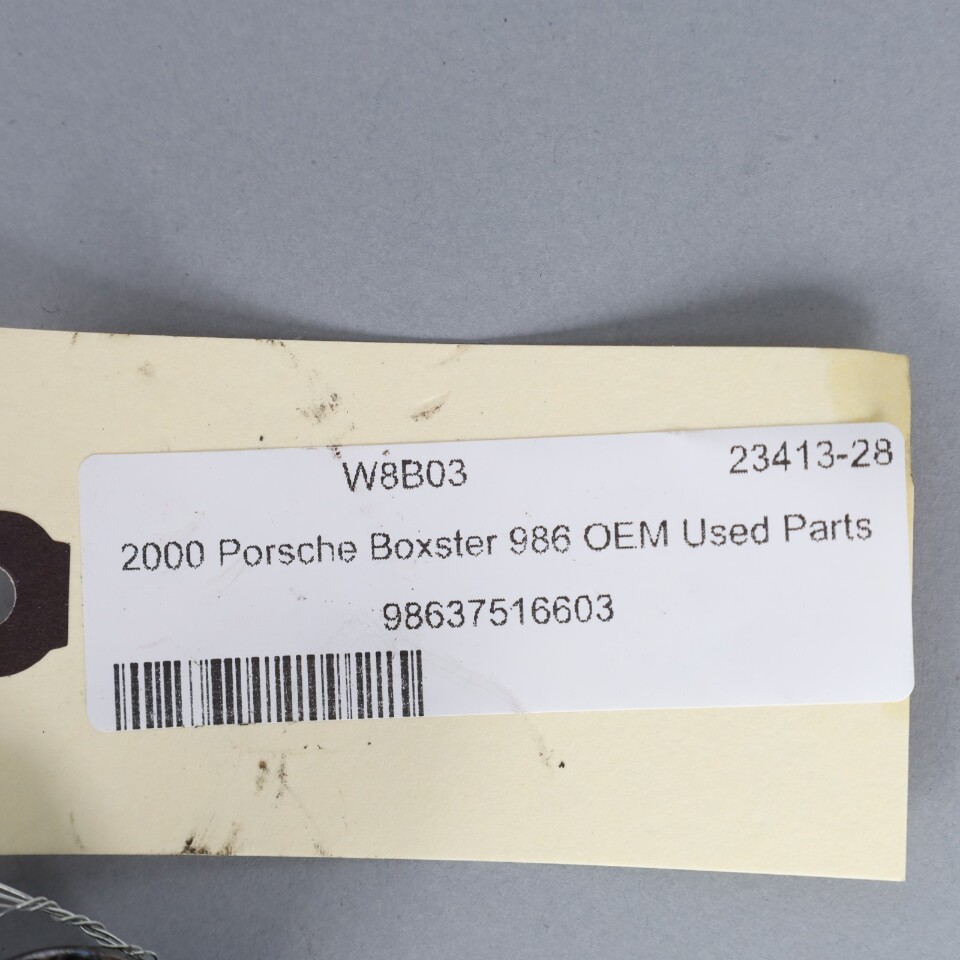 W8B03 23413-28
2000 Porsche Boxster 986 OEM Used Parts
98637516603